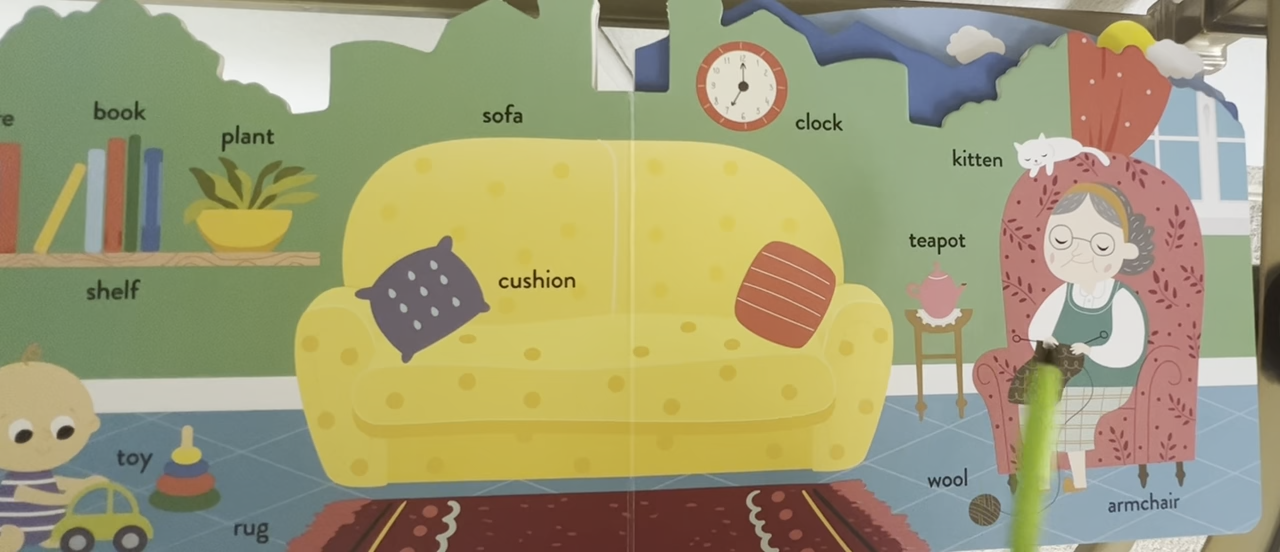 book
plant
shelf
sofa
cushion
clock
kitten
teapot
toy
rug
wool
armchair